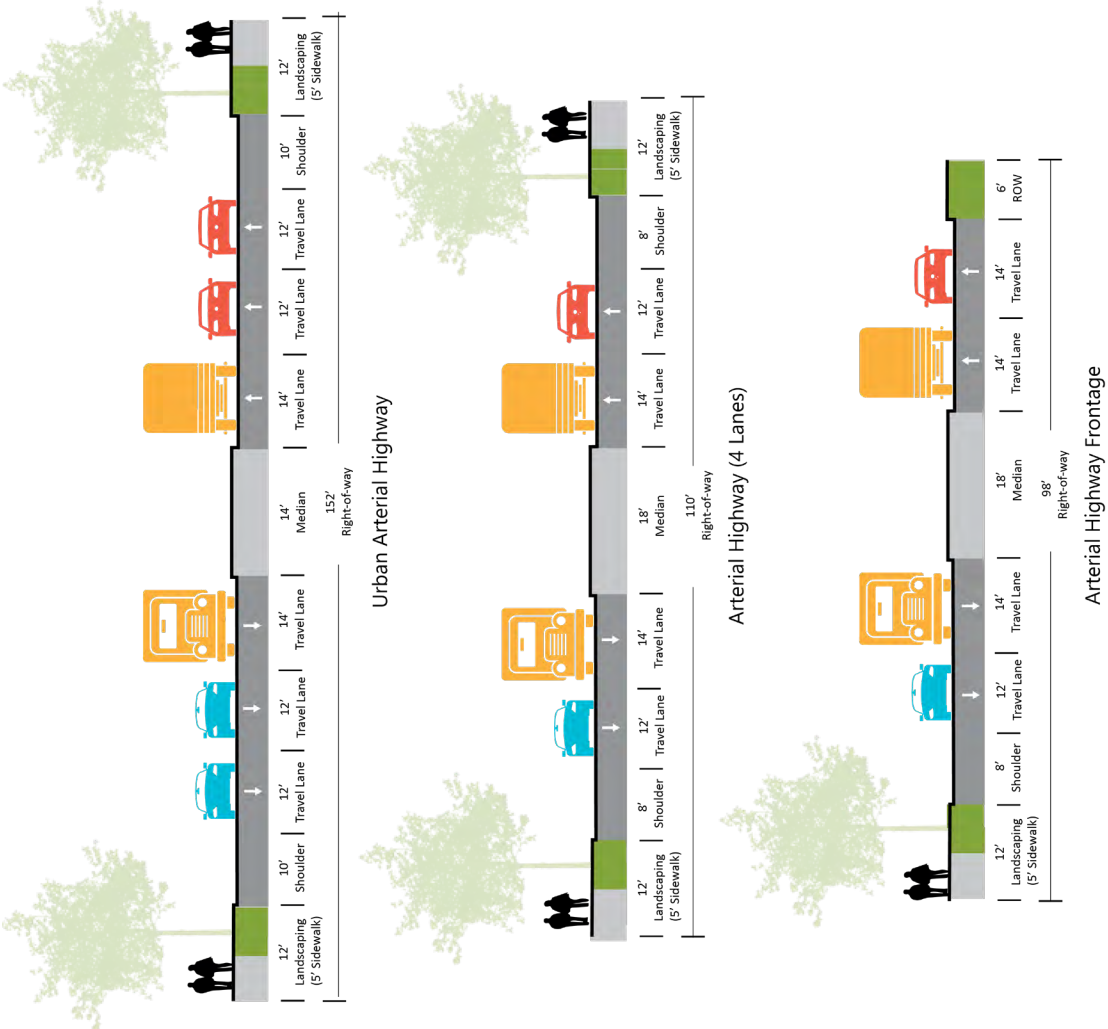 12’
Landscaping
(5’ Sidewalk)
10’
Shoulder
12’
Travel Lane
12’
Travel Lane
14’
Travel Lane
14’
Median
14’
Travel Lane
12’
Travel Lane
12’
Travel Lane
10’
Shoulder
12’
Landscaping
(5’ Sidewalk)
152’
Right-of-way
Urban Arterial Highway
12’
Landscaping
(5’ Sidewalk)
8’
Shoulder
12’
Travel Lane
14’
Travel Lane
18’
Median
14’
Travel Lane
12’
Travel Lane
8’
Shoulder
12’
Landscaping
(5’ Sidewalk)
110’
Right-of-way
Arterial Highway (4 Lanes)
12’
Landscaping
(5’ Sidewalk)
8’
Shoulder
12’
Travel Lane
14’
Travel Lane
18’
Median
14’
Travel Lane
14’
Travel Lane
6’
ROW
98’
Right-of-way
Arterial Highway Frontage